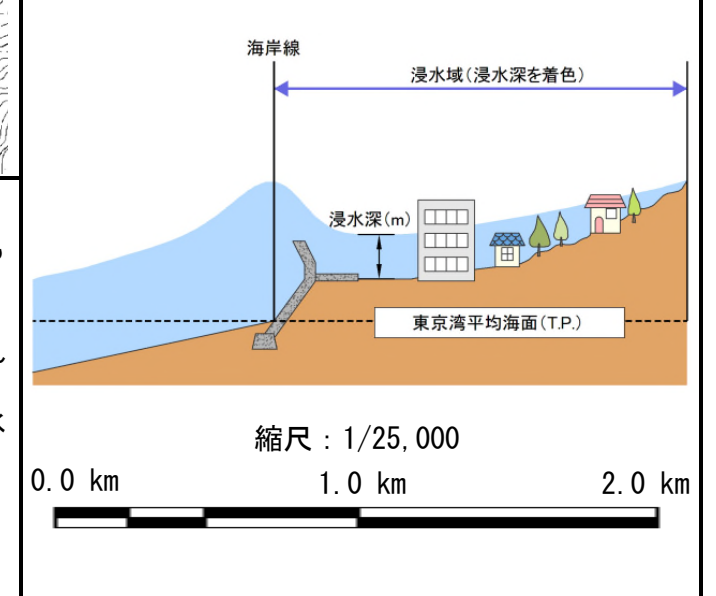 海岸線
浸水域(浸水深を着色)
浸水深(m)
東京湾平均海面(T.P.)
縮尺:1/25,000
0.0 km 1.0 km 2.0 km